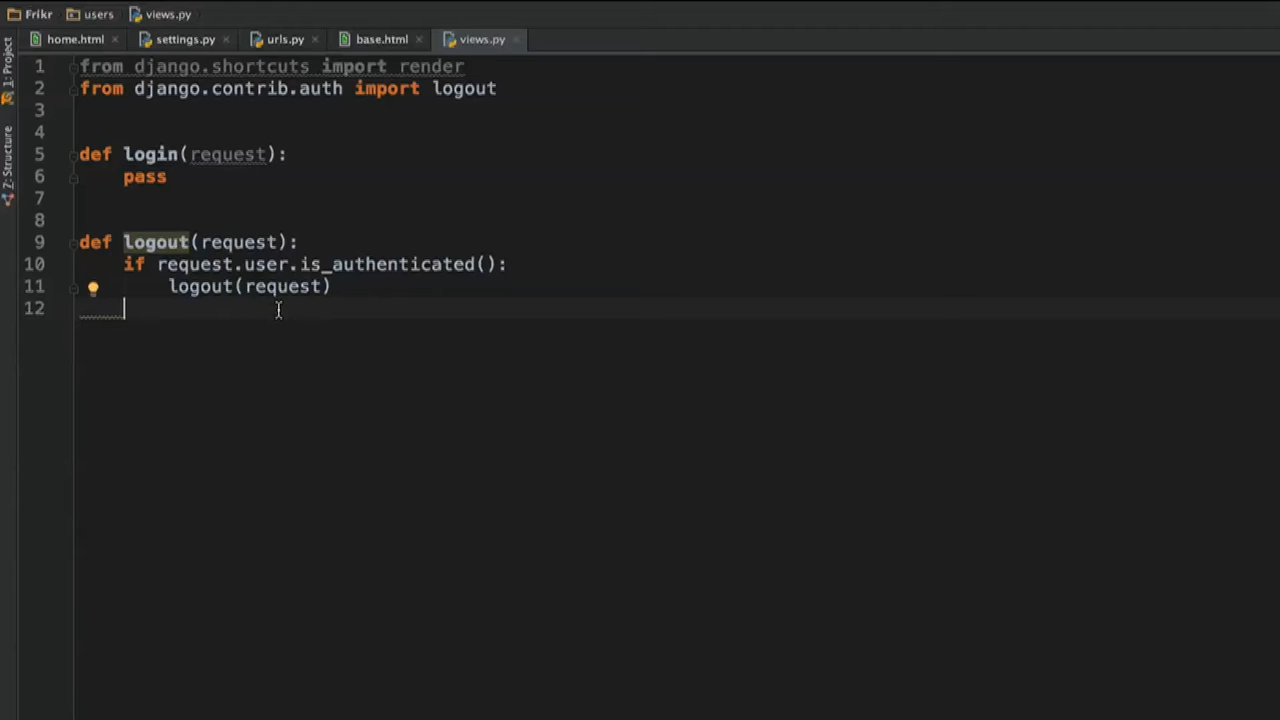 Frikr users views.py
home.html settings.py urls.py base.html views.py
1: Project
Z: Structure
1 from django.shortcuts import render
2 from django.contrib.auth import logout
3
4
5 def login(request):
6     pass
7
8
9 def logout(request):
10     if request.user.is_authenticated():
11         logout(request)
12